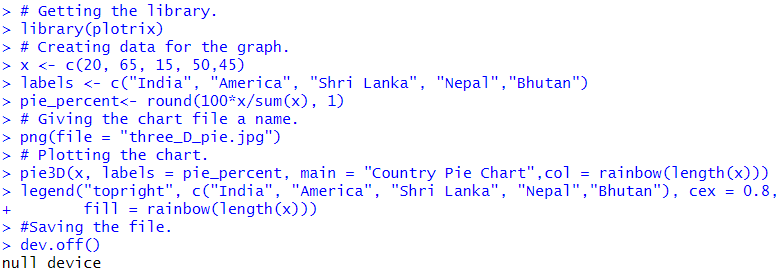 > # Getting the library.
> library(plotrix)
> # Creating data for the graph.
> x <- c(20, 65, 15, 50,45)
> labels <- c("India", "America", "Shri Lanka", "Nepal","Bhutan")
> pie_percent<- round(100*x/sum(x), 1)
> # Giving the chart file a name.
> png(file = "three_D_pie.jpg")
> # Plotting the chart.
> pie3D(x, labels = pie_percent, main = "Country Pie Chart",col = rainbow(length(x)))
> legend("topright", c("India", "America", "Shri Lanka", "Nepal","Bhutan"), cex = 0.8,
+        fill = rainbow(length(x)))
> #Saving the file.
> dev.off()
null device